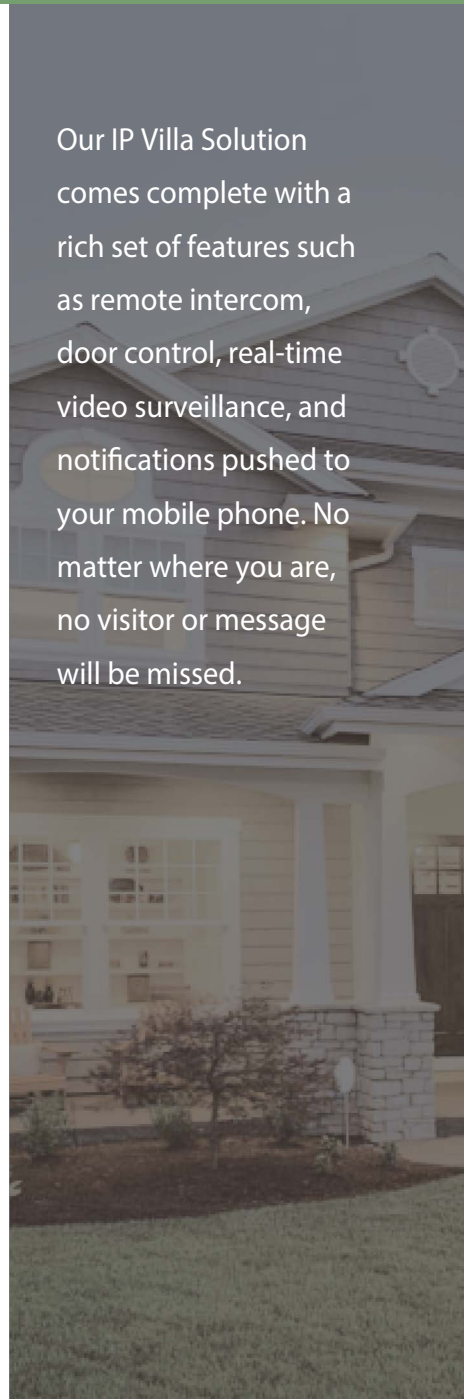 Our IP Villa Solution
comes complete with a
rich set of features such
as remote intercom,
door control, real-time
video surveillance, and
notifications pushed to
your mobile phone. No
matter where you are,
no visitor or message
will be missed.